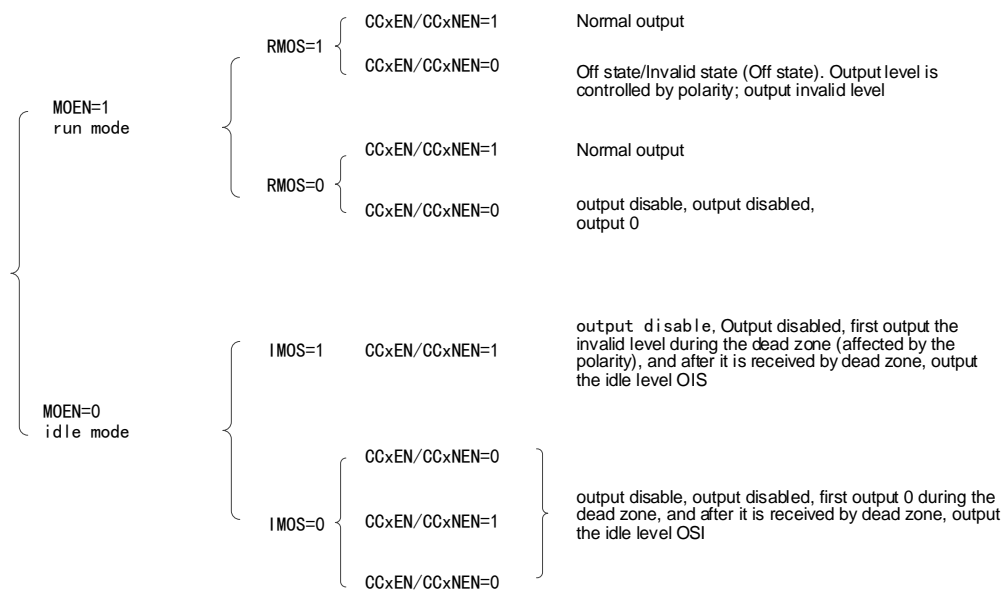 CCxEN/CCxNEN=1 Normal output
RMOS=1
CCxEN/CCxNEN=0 Off state/Invalid state (Off state). Output level is
controlled by polarity; output invalid level
MOEN=1
run mode
CCxEN/CCxNEN=1 Normal output
RMOS=0
CCxEN/CCxNEN=0 output disable, output disabled,
output 0
IMOS=1 CCxEN/CCxNEN=1 output disable, Output disabled, first output the
invalid level during the dead zone (affected by the
polarity), and after it is received by dead zone, output
the idle level OIS
MOEN=0
idle mode
CCxEN/CCxNEN=0
IMOS=0 CCxEN/CCxNEN=1 output disable, output disabled, first output 0 during the
dead zone, and after it is received by dead zone, output
the idle level OSI
CCxEN/CCxNEN=0